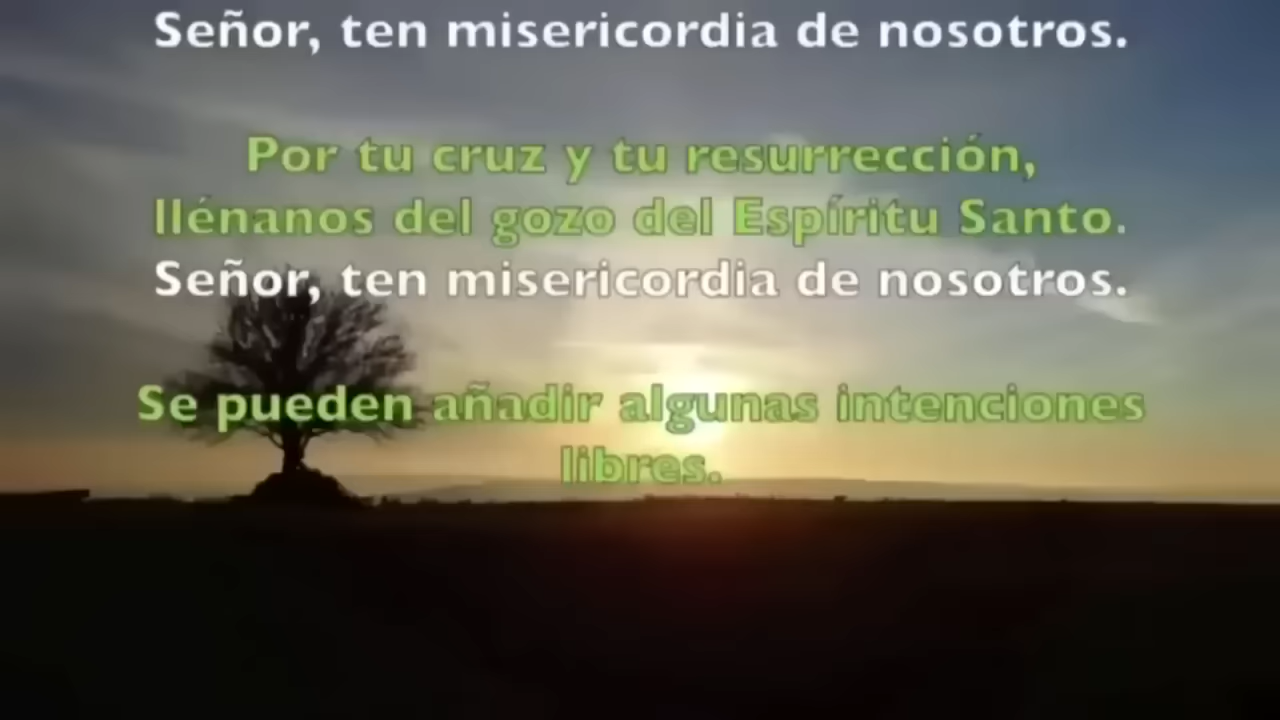 Señor, ten misericordia de nosotros.
Por tu cruz y tu resurrección,
llénanos del gozo del Espíritu Santo.
Señor, ten misericordia de nosotros.
Se pueden añadir algunas intenciones
libres.